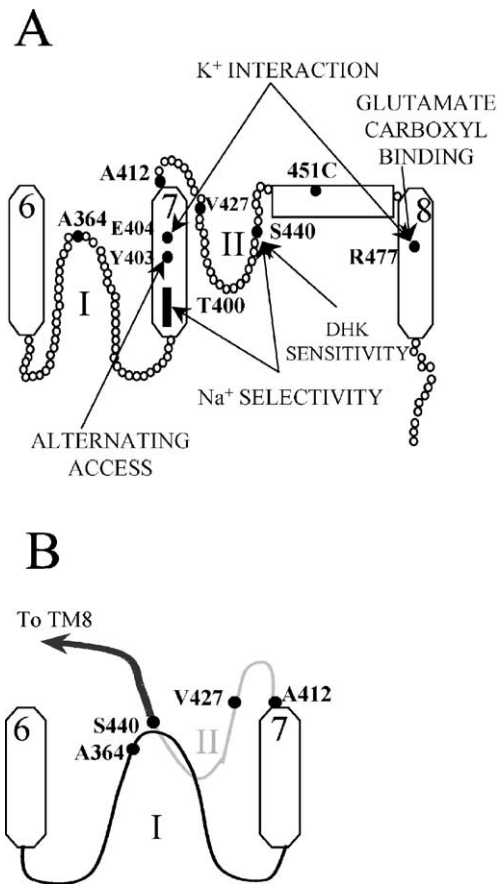 A
K+ INTERACTION
GLUTAMATE
CARBOXYL
BINDING
A412
451C
6
7
V427
8
A364
E404
II
S440
Y403
R477
I
T400
DHK
SENSITIVITY
Na+ SELECTIVITY
ALTERNATING
ACCESS
B
To TM8
V427
A412
6
S440
7
A364
II
I